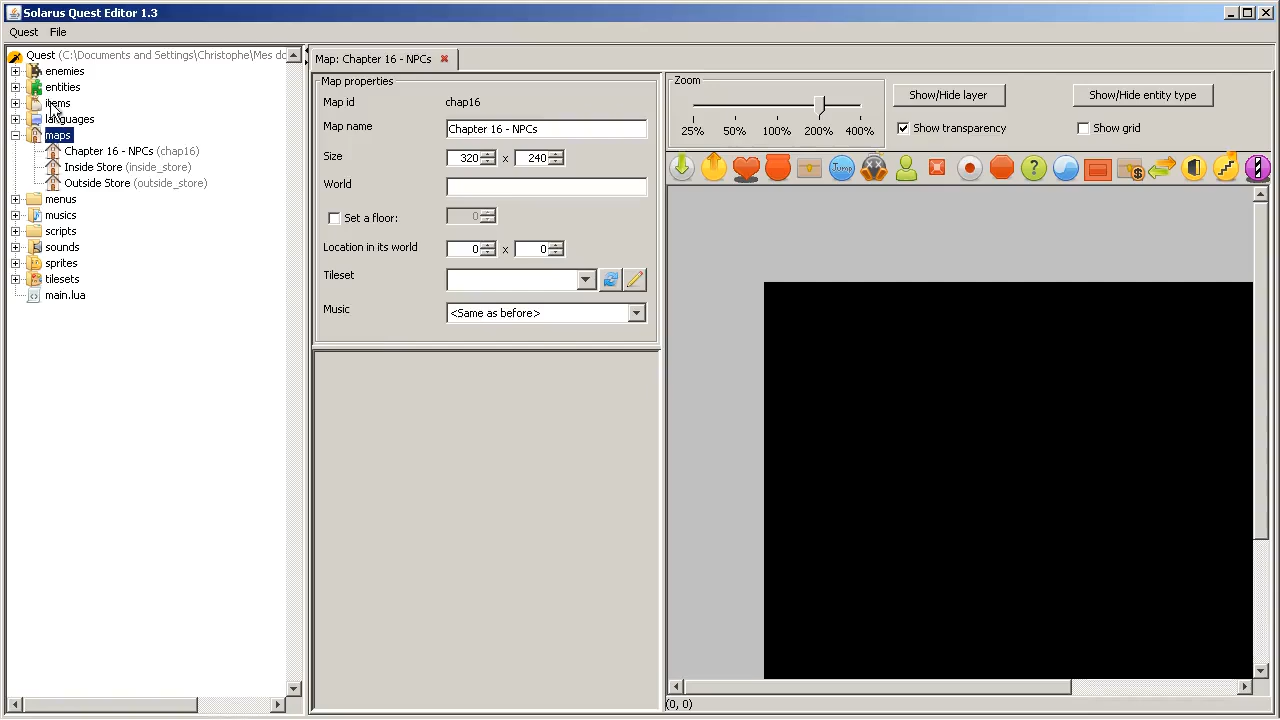 Solarus Quest Editor 1.3
Quest File
Quest (C:\Documents and Settings\Christophe\Mes dc
enemies
entities
items
languages
maps
Chapter 16 - NPCs (chap16)
Inside Store (inside_store)
Outside Store (outside_store)
menus
musics
scripts
sounds
sprites
tilesets
main.lua
Map: Chapter 16 - NPCs
Map properties
Map id chap16
Map name Chapter 16 - NPCs
Size 320 x 240
World
Set a floor: 0
Location in its world 0 x 0
Tileset
Music <Same as before>
Zoom
25% 5( 10% 200% 400%
Show/Hide layer Show/Hide entity type
Show transparency Show grid
Jump ? $
(0, 0)